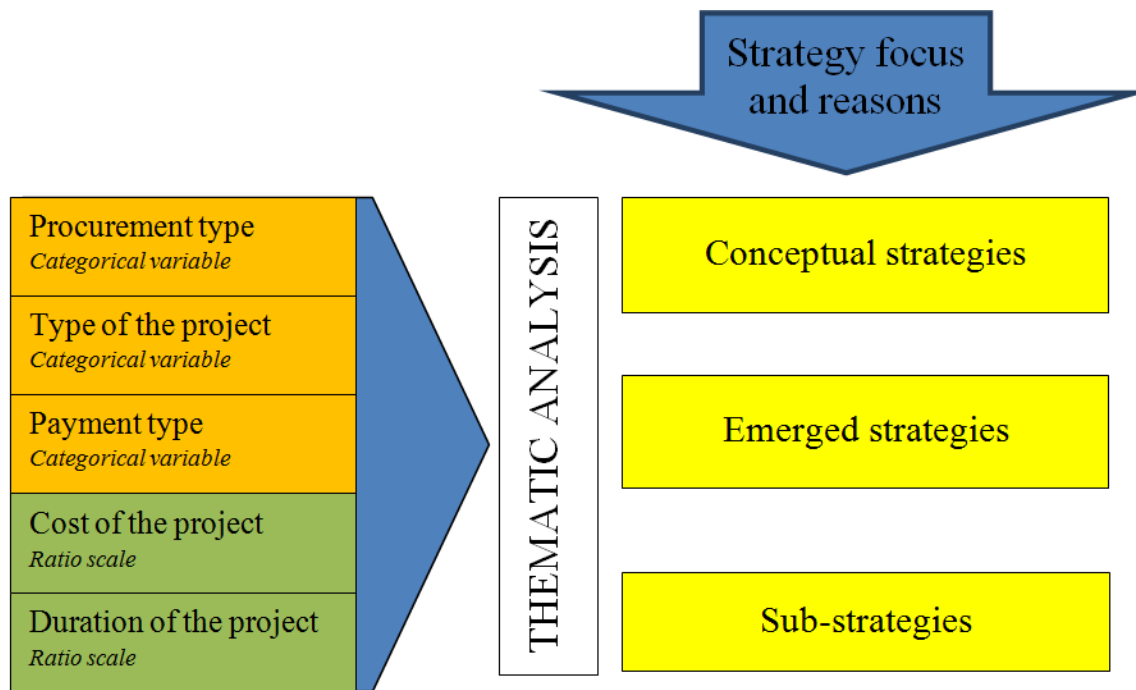 Strategy focus
and reasons
Procurement type
Categorical variable
Type of the project
Categorical variable
Payment type
Categorical variable
Cost of the project
Ratio scale
Duration of the project
Ratio scale
THEMATIC ANALYSIS
Conceptual strategies
Emerged strategies
Sub-strategies